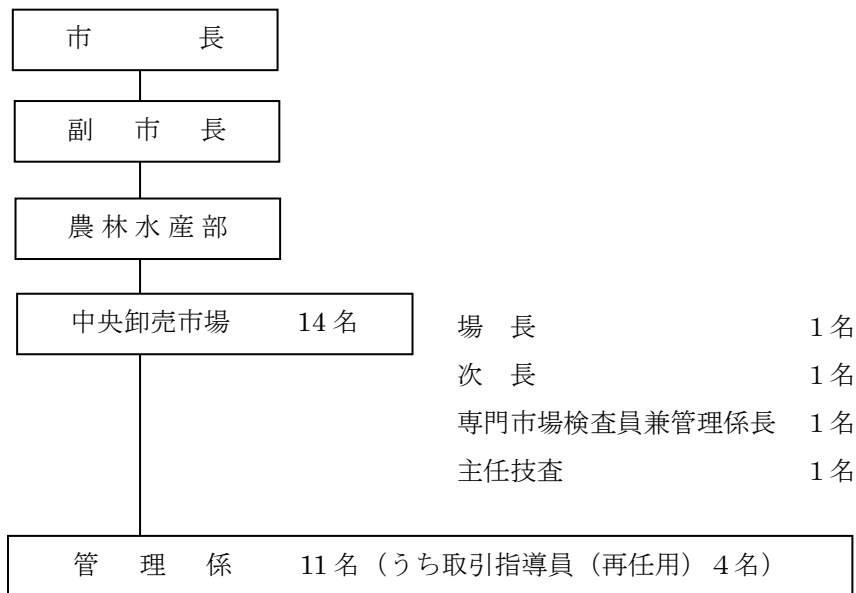 市　　　　長
副　市　長
農林水産部
中央卸売市場　　14名
場　長　　1名
次　長　　1名
専門市場検査員兼管理係長　1名
主任技査　　1名
管　理　係　　11名（うち取引指導員（再任用）4名）